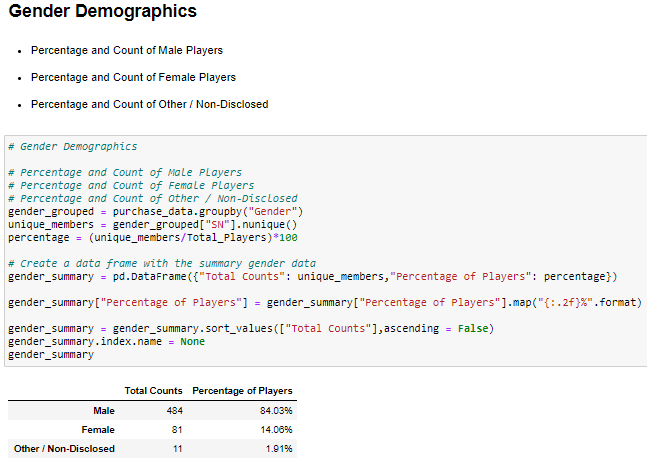 Gender Demographics
• Percentage and Count of Male Players
• Percentage and Count of Female Players
• Percentage and Count of Other / Non-Disclosed
# Gender Demographics
# Percentage and Count of Male Players
# Percentage and Count of Female Players
# Percentage and Count of Other / Non-Disclosed
gender_grouped = purchase_data.groupby("Gender")
unique_members = gender_grouped["SN"].nunique()
percentage = (unique_members/Total_Players)*100
# Create a data frame with the summary gender data
gender_summary = pd.DataFrame({"Total Counts": unique_members,"Percentage of Players": percentage})
gender_summary["Percentage of Players"] = gender_summary["Percentage of Players"].map("{:.2f}%".format)
gender_summary = gender_summary.sort_values(["Total Counts"],ascending = False)
gender_summary.index.name = None
gender_summary
Total Counts Percentage of Players
Male 484 84.03%
Female 81 14.06%
Other / Non-Disclosed 11 1.91%